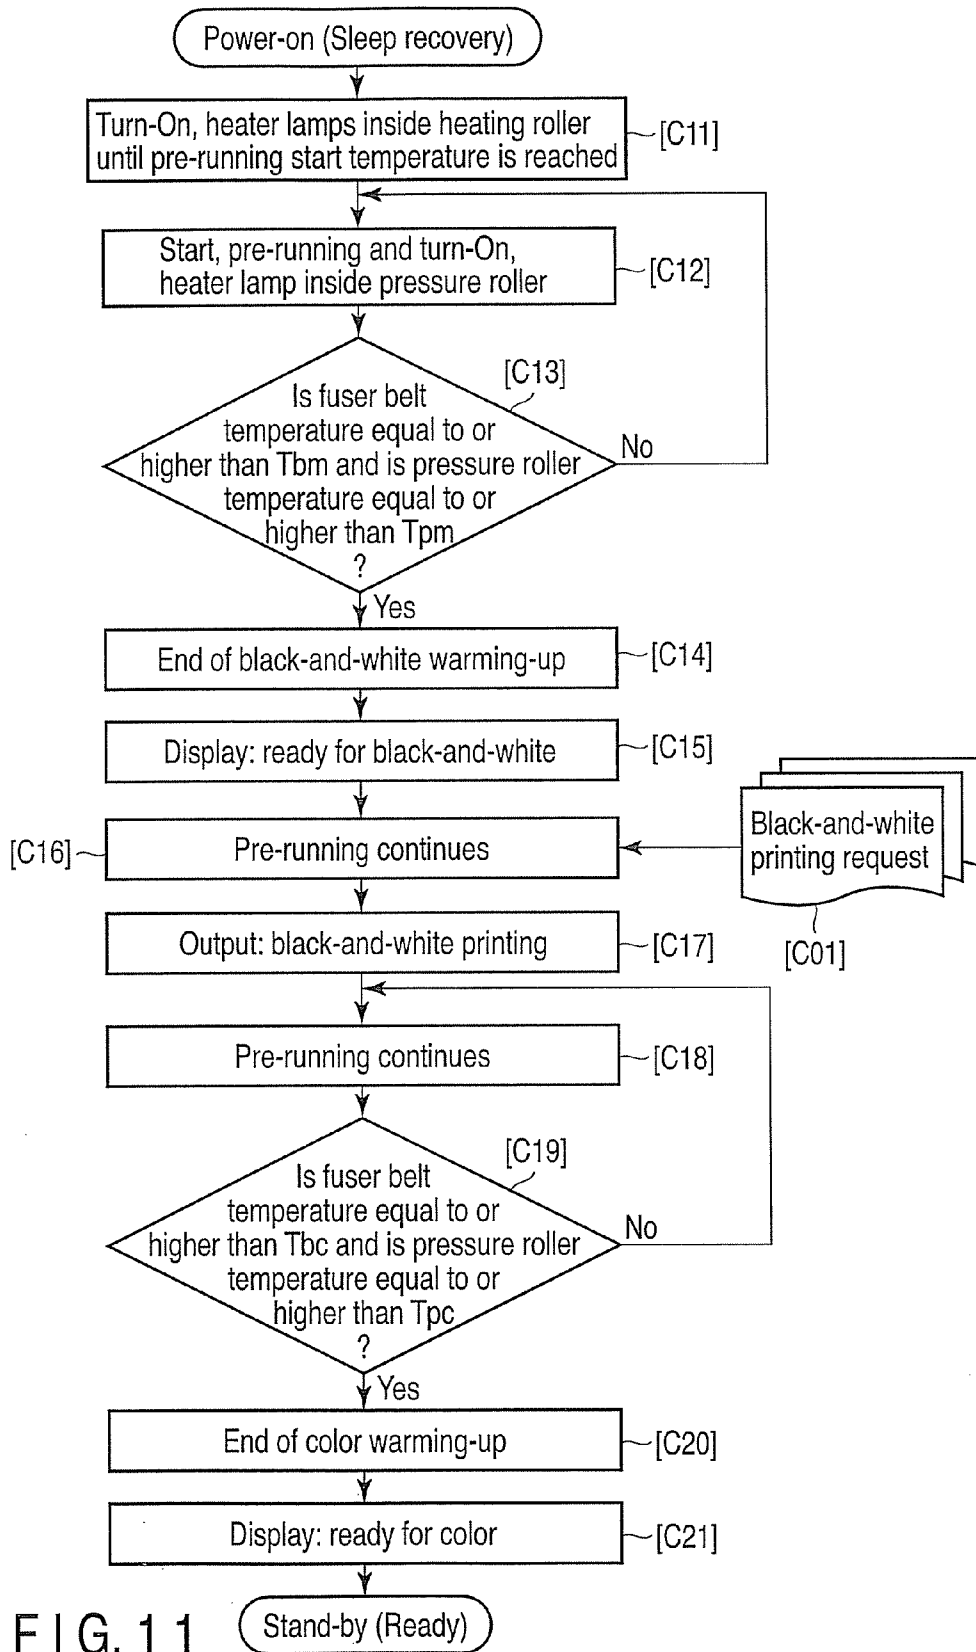 Power-on (Sleep recovery)
Turn-On, heater lamps inside heating roller
until pre-running start temperature is reached
[C11]
Start, pre-running and turn-On,
heater lamp inside pressure roller
[C12]
[C13]
Is fuser belt
temperature equal to or
higher than Tbm and is pressure roller
temperature equal to or
higher than Tpm
?
No
Yes
End of black-and-white warming-up
[C14]
Display: ready for black-and-white
[C15]
[C16]
Pre-running continues
Black-and-white
printing request
[C01]
Output: black-and-white printing
[C17]
Pre-running continues
[C18]
[C19]
Is fuser belt
temperature equal to or
higher than Tbc and is pressure roller
temperature equal to or
higher than Tpc
?
No
Yes
End of color warming-up
[C20]
Display: ready for color
[C21]
Stand-by (Ready)
FIG. 11